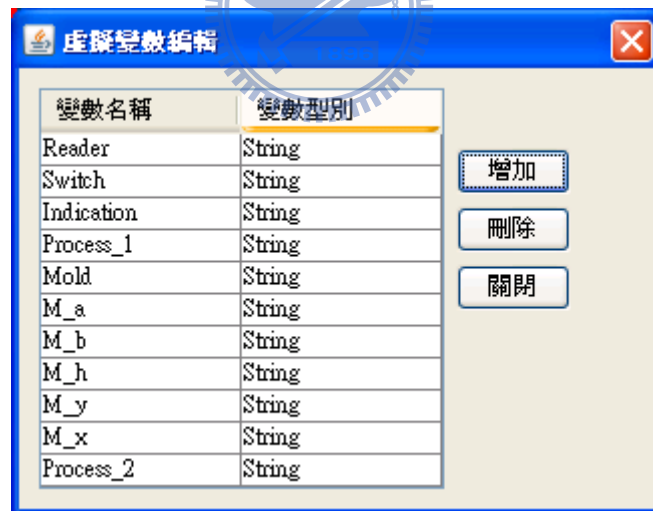 虛擬變數編輯
變數名稱 變數型別
Reader String
Switch String
Indication String
Process_1 String
Mold String
M_a String
M_b String
M_h String
M_y String
M_x String
Process_2 String
增加
刪除
關閉